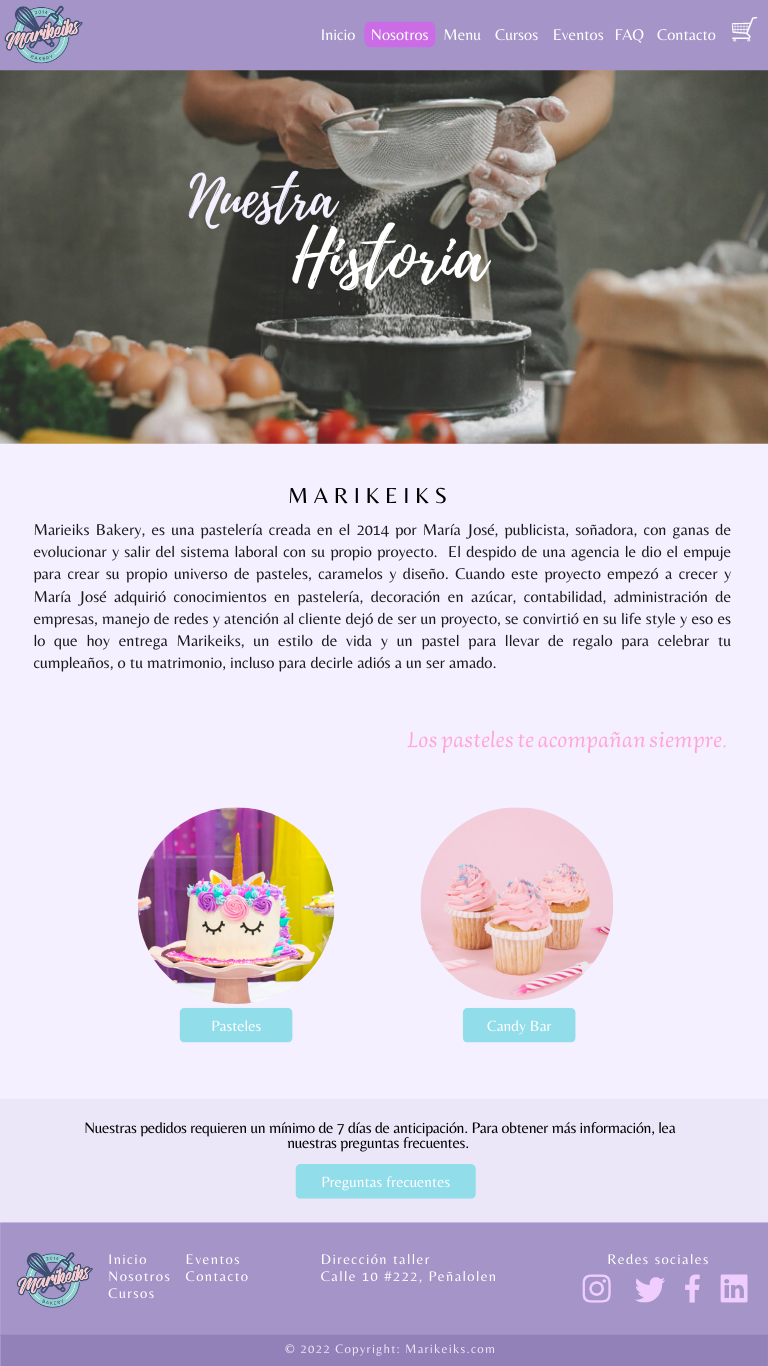 2014
Marikeiks
BAKERY
Inicio Nosotros Menu Cursos Eventos FAQ Contacto
Nuestra
Historia
MARIKEIKS
Marieiks Bakery, es una pastelería creada en el 2014 por María José, publicista, soñadora, con ganas de
evolucionar y salir del sistema laboral con su propio proyecto. El despido de una agencia le dio el empuje
para crear su propio universo de pasteles, caramelos y diseño. Cuando este proyecto empezó a crecer y
María José adquirió conocimientos en pastelería, decoración en azúcar, contabilidad, administración de
empresas, manejo de redes y atención al cliente dejó de ser un proyecto, se convirtió en su life style y eso es
lo que hoy entrega Marikeiks, un estilo de vida y un pastel para llevar de regalo para celebrar tu
cumpleaños, o tu matrimonio, incluso para decirle adiós a un ser amado.
Los pasteles te acompañan siempre.
Pasteles
Candy Bar
Nuestras pedidos requieren un mínimo de 7 días de anticipación. Para obtener más información, lea
nuestras preguntas frecuentes.
Preguntas frecuentes
2014
Marikeiks
BAKERY
Inicio Eventos
Nosotros Contacto
Cursos
Dirección taller
Calle 10 #222, Peñalolen
Redes sociales
© 2022 Copyright: Marikeiks.com